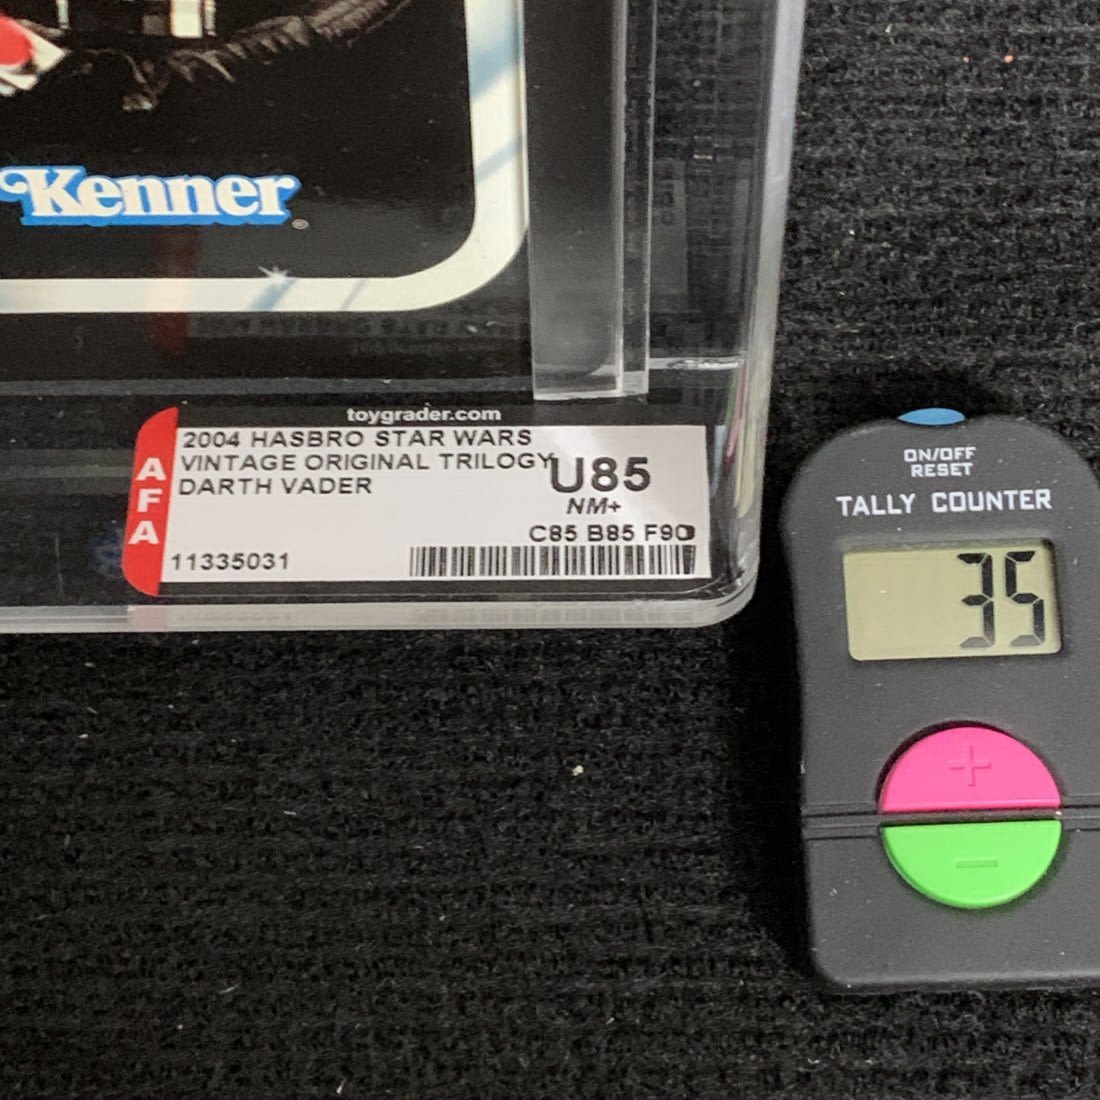 Kenner
®
toygrader.com
AFA
2004 HASBRO STAR WARS
VINTAGE ORIGINAL TRILOGY
DARTH VADER
U85
NM+
C85 B85 F90
11335031
ON/OFF
RESET
TALLY COUNTER
35
+
-